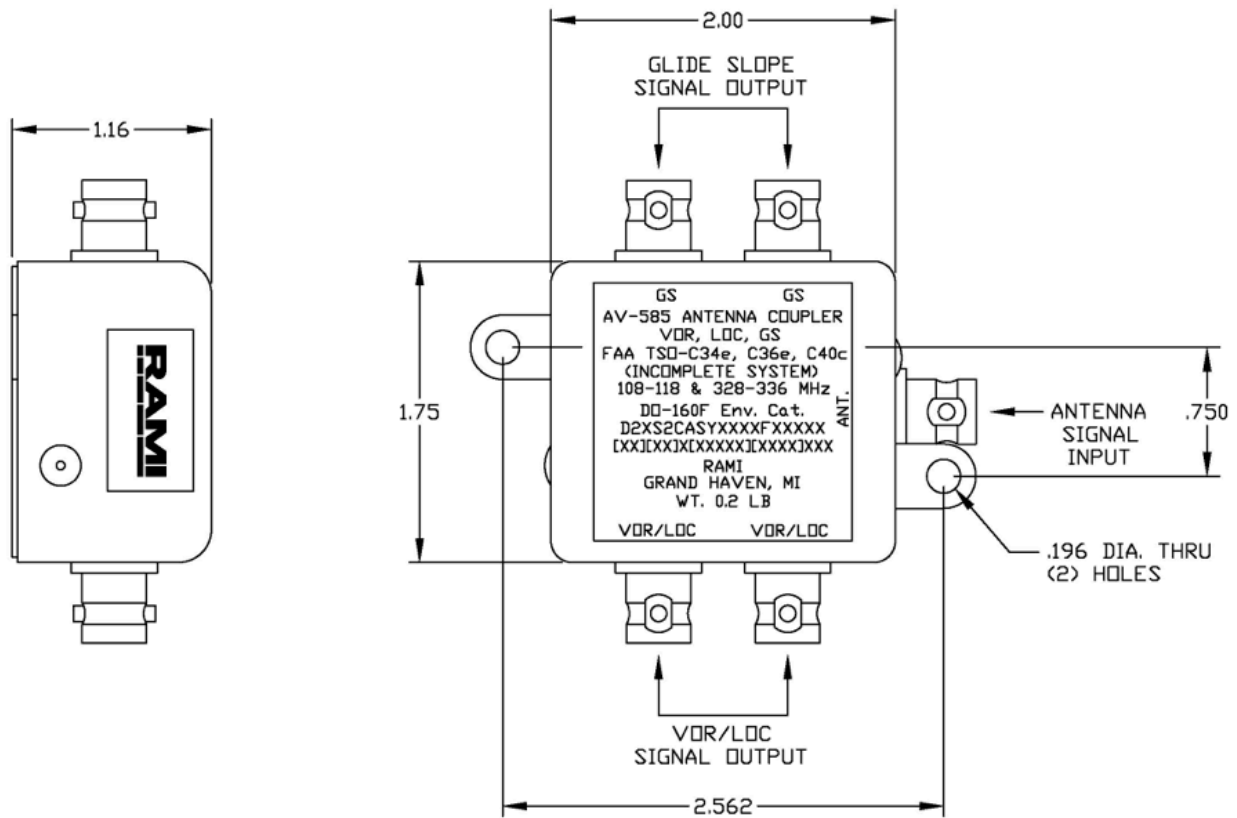 2.00
GLIDE SLOPE
SIGNAL OUTPUT
1.16
RAMI
GS GS
AV-585 ANTENNA COUPLER
VOR, LOC, GS
FAA TSO-C34e, C36e, C40c
(INCOMPLETE SYSTEM)
108-118 & 328-336 MHz
DO-160F Env. Cat.
D2XS2CASYXXXXFXXXXX
[XX][XX]X[XXXXX][XXXX]XXX
RAMI
GRAND HAVEN, MI
WT. 0.2 LB
VOR/LOC VOR/LOC
ANT.
1.75
ANTENNA
SIGNAL
INPUT
.750
.196 DIA. THRU
(2) HOLES
VOR/LOC
SIGNAL OUTPUT
2.562